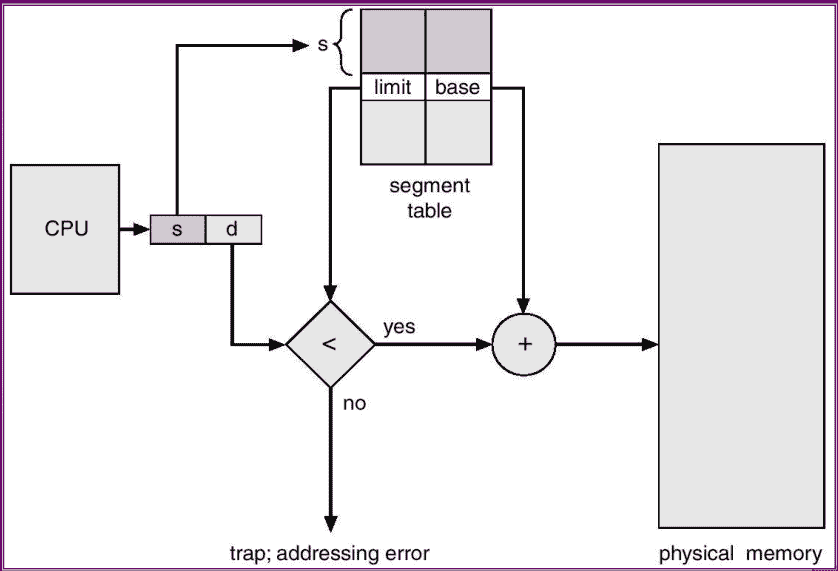 s
limit base
segment
table
CPU
s d
<
yes
+
no
trap; addressing error
physical memory